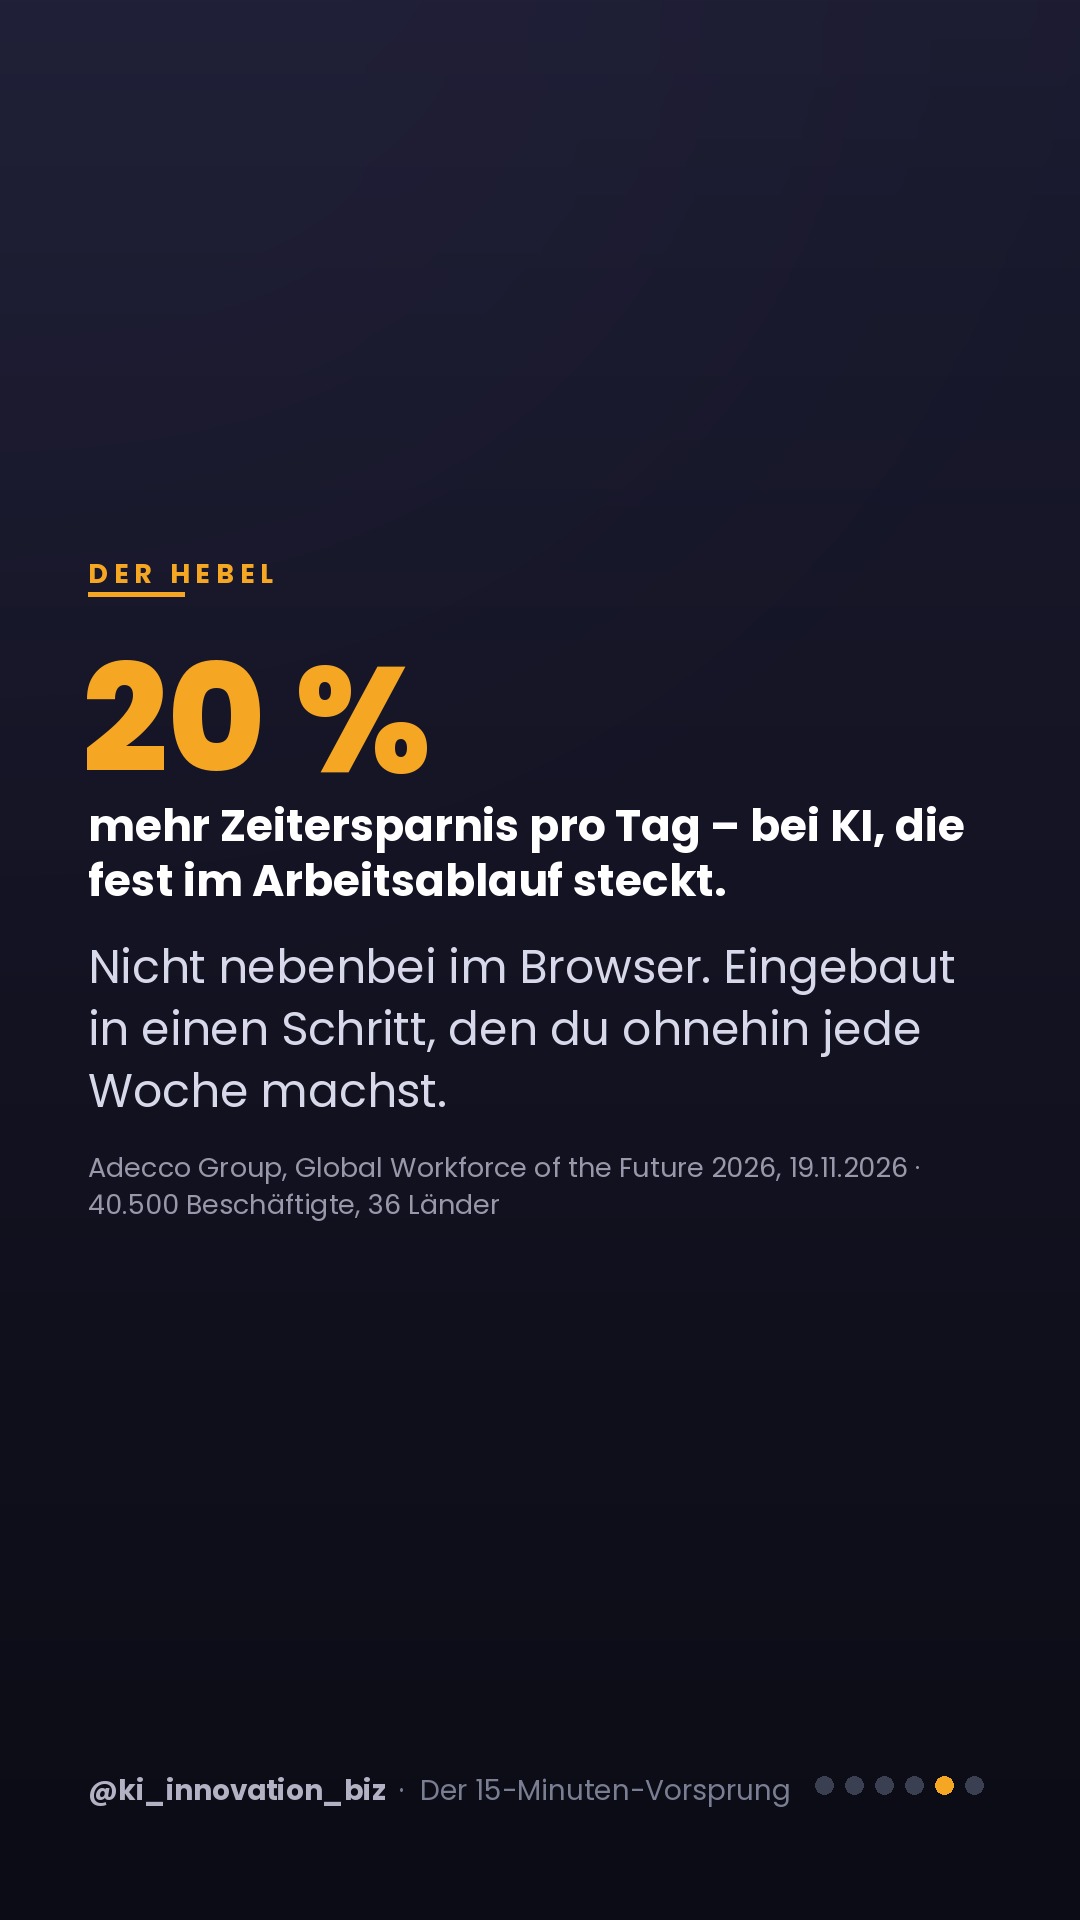 DER HEBEL
20 %
mehr Zeitersparnis pro Tag – bei KI, die
fest im Arbeitsablauf steckt.
Nicht nebenbei im Browser. Eingebaut
in einen Schritt, den du ohnehin jede
Woche machst.
Adecco Group, Global Workforce of the Future 2026, 19.11.2026 ·
40.500 Beschäftigte, 36 Länder
@ki_innovation_biz · Der 15-Minuten-Vorsprung